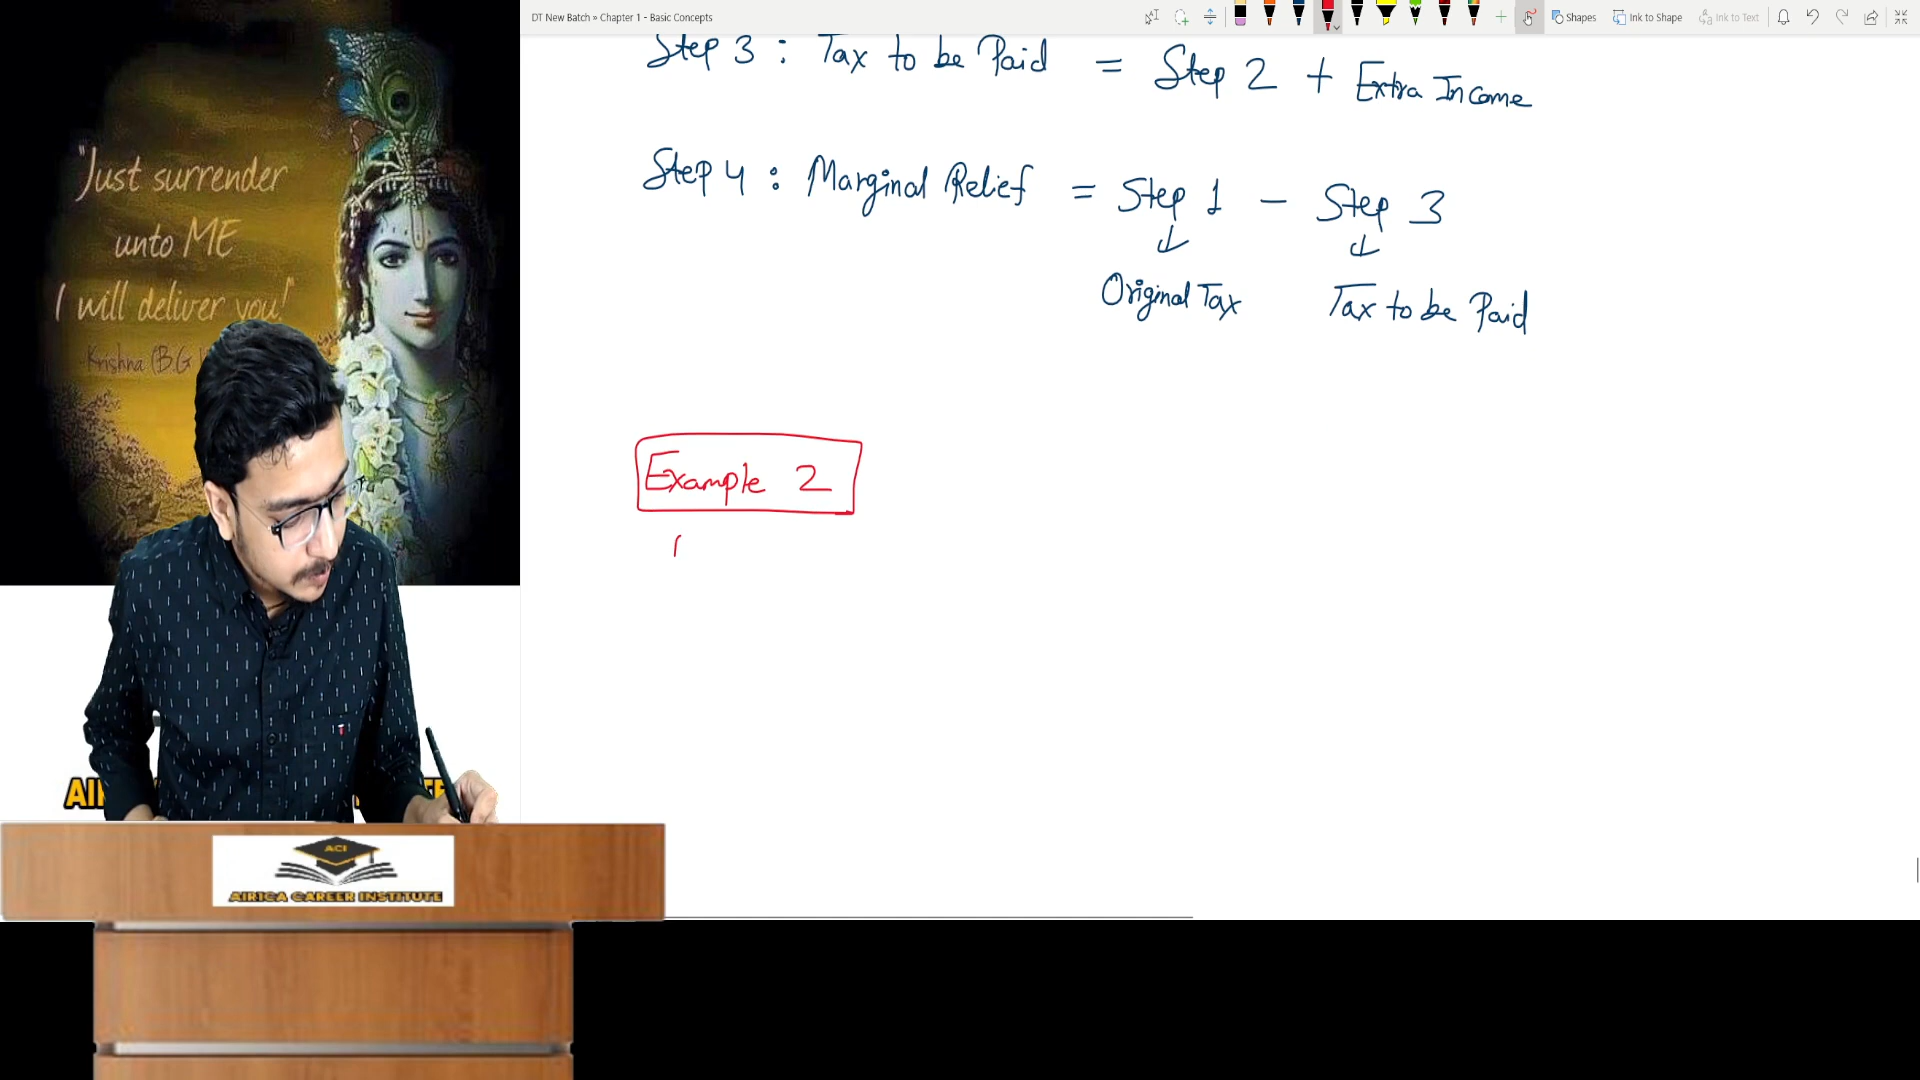 DT New Batch » Chapter 1 - Basic Concepts
Shapes
Ink to Shape
Ink to Text
Step 3 : Tax to be Paid = Step 2 + Extra Income
Step 4 : Marginal Relief = Step 1 - Step 3
Original Tax
Tax to be Paid
Example 2
"Just surrender
unto ME
I will deliver you!"
Krishna (B.G
ACI
AIRICA CAREER INSTITUTE